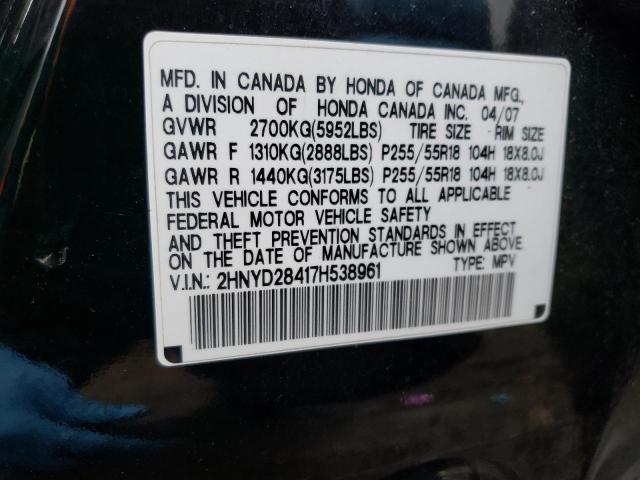 MFD. IN CANADA BY HONDA OF CANADA MFG.,
A DIVISION OF HONDA CANADA INC. 04/07
GVWR 2700KG(5952LBS) TIRE SIZE RIM SIZE
GAWR F 1310KG(2888LBS) P255/55R18 104H 18X8.0J
GAWR R 1440KG(3175LBS) P255/55R18 104H 18X8.0J
THIS VEHICLE CONFORMS TO ALL APPLICABLE
FEDERAL MOTOR VEHICLE SAFETY
AND THEFT PREVENTION STANDARDS IN EFFECT
ON THE DATE OF MANUFACTURE SHOWN ABOVE.
V.I.N.: 2HNYD28417H538961 TYPE: MPV